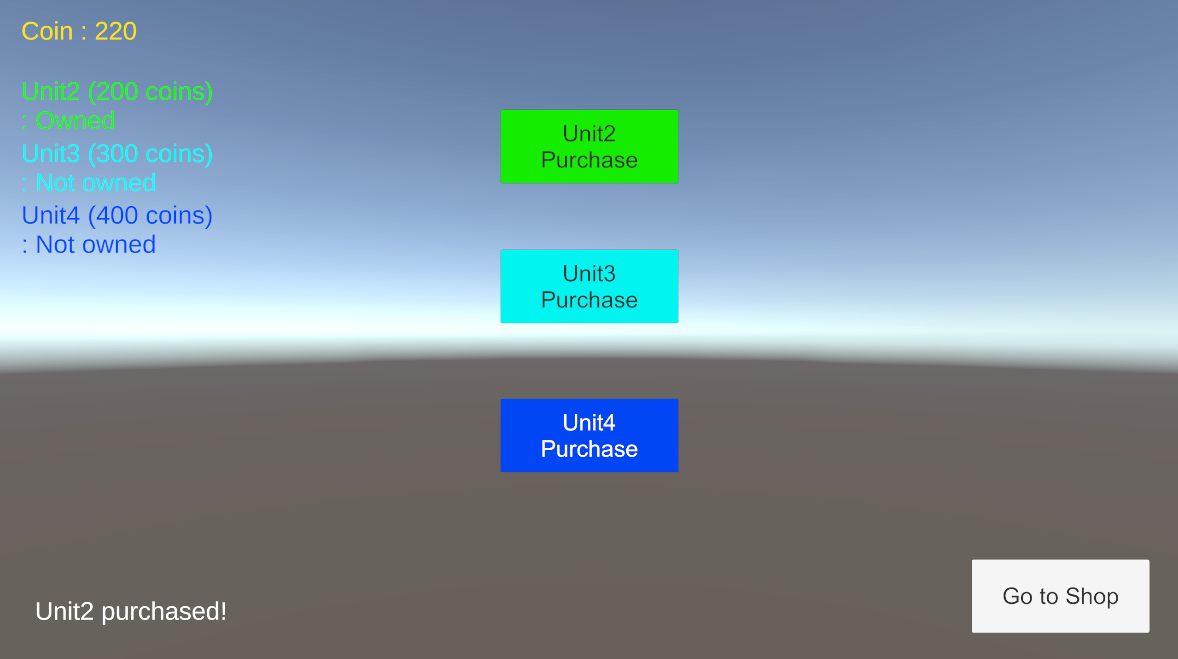 Coin : 220
Unit2 (200 coins)
: Owned
Unit3 (300 coins)
: Not owned
Unit4 (400 coins)
: Not owned
Unit2
Purchase
Unit3
Purchase
Unit4
Purchase
Unit2 purchased!
Go to Shop